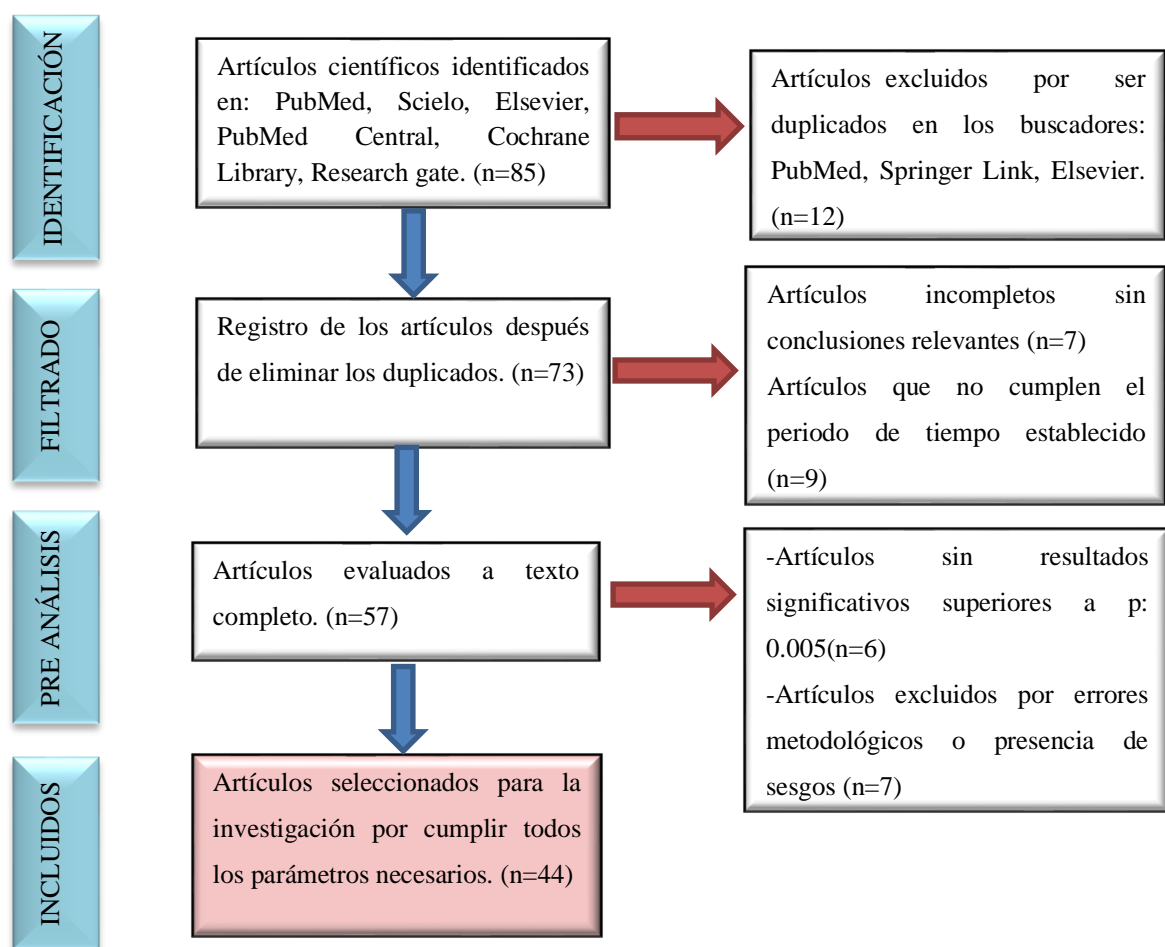 IDENTIFICACIÓN
Artículos científicos identificados
en: PubMed, Scielo, Elsevier,
PubMed Central, Cochrane
Library, Research gate. (n=85)
Artículos excluidos por ser
duplicados en los buscadores:
PubMed, Springer Link, Elsevier.
(n=12)
FILTRADO
Registro de los artículos después
de eliminar los duplicados. (n=73)
Artículos incompletos sin
conclusiones relevantes (n=7)
Artículos que no cumplen el
periodo de tiempo establecido
(n=9)
PRE ANÁLISIS
Artículos evaluados a texto
completo. (n=57)
-Artículos sin resultados
significativos superiores a p:
0.005(n=6)
-Artículos excluidos por errores
metodológicos o presencia de
sesgos (n=7)
INCLUIDOS
Artículos seleccionados para la
investigación por cumplir todos
los parámetros necesarios. (n=44)